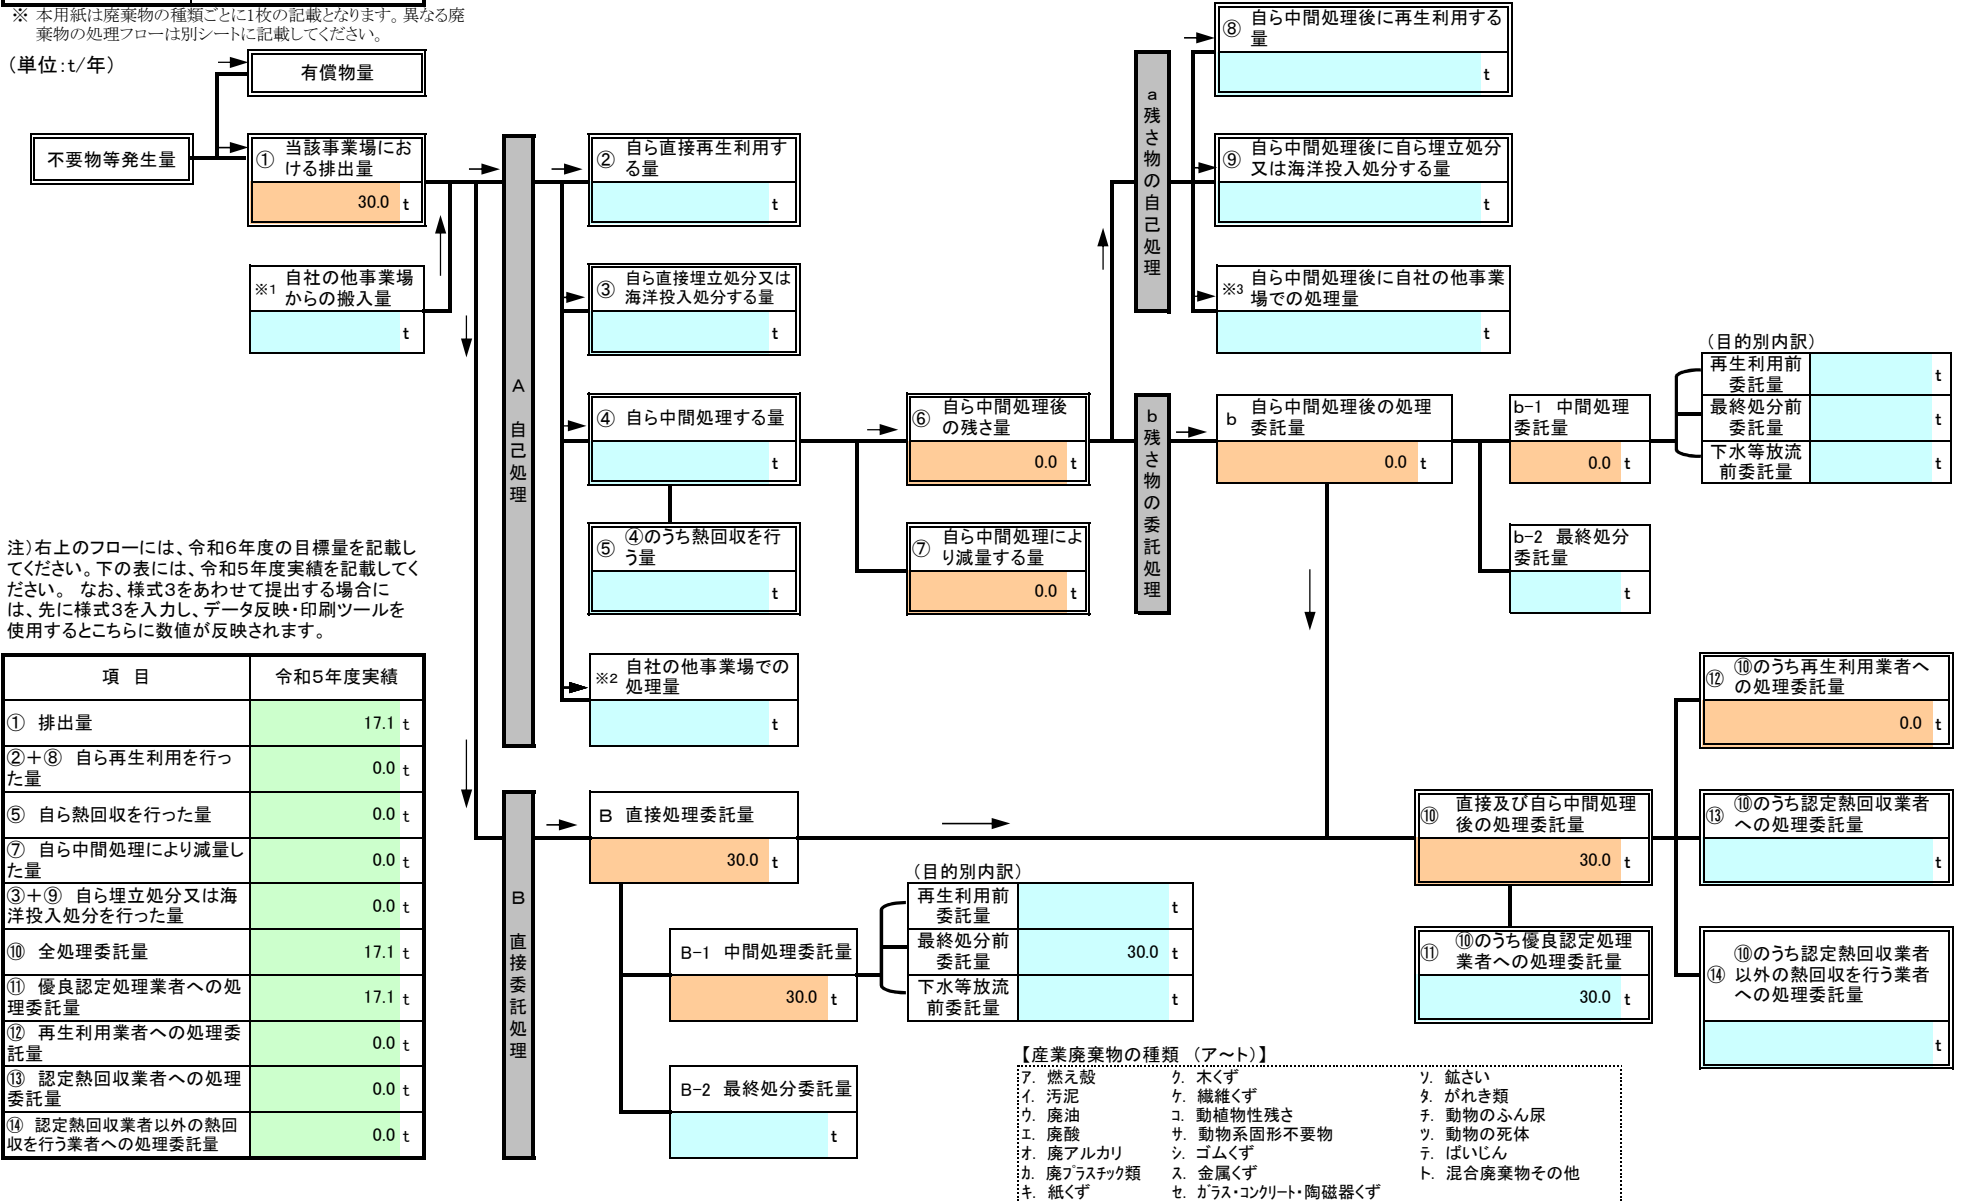 ※ 本用紙は廃棄物の種類ごとに1枚の記載となります。異なる廃
棄物の処理フローは別シートに記載してください。
(単位:t/年)
有償物量
不要物等発生量
① 当該事業場にお
ける排出量
30.0 t
※1 自社の他事業場
からの搬入量
t
A 自己処理
② 自ら直接再生利用す
る量
t
③ 自ら直接埋立処分又は
海洋投入処分する量
t
④ 自ら中間処理する量
t
⑤ ④のうち熱回収を行
う量
t
※2 自社の他事業場での
処理量
t
⑥ 自ら中間処理後
の残さ量
0.0 t
⑦ 自ら中間処理によ
り減量する量
0.0 t
a 残さ物の自己処理
⑧ 自ら中間処理後に再生利用する
量
t
⑨ 自ら中間処理後に自ら埋立処分
又は海洋投入処分する量
t
※3 自ら中間処理後に自社の他事業
場での処理量
t
b 残さ物の委託処理
b 自ら中間処理後の処理
委託量
0.0 t
b-1 中間処理
委託量
0.0 t
(目的別内訳)
再生利用前
委託量
t
最終処分前
委託量
t
下水等放流
前委託量
t
b-2 最終処分
委託量
t
注)右上のフローには、令和6年度の目標量を記載し
てください。下の表には、令和5年度実績を記載してく
ださい。 なお、様式3をあわせて提出する場合に
は、先に様式3を入力し、データ反映・印刷ツールを
使用するとこちらに数値が反映されます。
項 目 令和5年度実績
① 排出量 17.1 t
②+⑧ 自ら再生利用を行っ
た量 0.0 t
⑤ 自ら熱回収を行った量 0.0 t
⑦ 自ら中間処理により減量し
た量 0.0 t
③+⑨ 自ら埋立処分又は海
洋投入処分を行った量 0.0 t
⑩ 全処理委託量 17.1 t
⑪ 優良認定処理業者への処
理委託量 17.1 t
⑫ 再生利用業者への処理委
託量 0.0 t
⑬ 認定熱回収業者への処理
委託量 0.0 t
⑭ 認定熱回収業者以外の熱回
収を行う業者への処理委託量 0.0 t
B 直接委託処理
B 直接処理委託量
30.0 t
B-1 中間処理委託量
30.0 t
(目的別内訳)
再生利用前
委託量
t
最終処分前
委託量
30.0 t
下水等放流
前委託量
t
B-2 最終処分委託量
t
⑩ 直接及び自ら中間処理
後の処理委託量
30.0 t
⑪ ⑩のうち優良認定処理
業者への処理委託量
30.0 t
⑫ ⑩のうち再生利用業者へ
の処理委託量
0.0 t
⑬ ⑩のうち認定熱回収業者
への処理委託量
t
⑭ ⑩のうち認定熱回収業者
以外の熱回収を行う業者
への処理委託量
t
【産業廃棄物の種類 (ア~ト)】
ア. 燃え殻 ク. 木くず ソ. 鉱さい
イ. 汚泥 ケ. 繊維くず タ. がれき類
ウ. 廃油 コ. 動植物性残さ チ. 動物のふん尿
エ. 廃酸 サ. 動物系固形不要物 ツ. 動物の死体
オ. 廃アルカリ シ. ゴムくず テ. ばいじん
カ. 廃プラスチック類 ス. 金属くず ト. 混合廃棄物その他
キ. 紙くず セ. ガラス・コンクリート・陶磁器くず